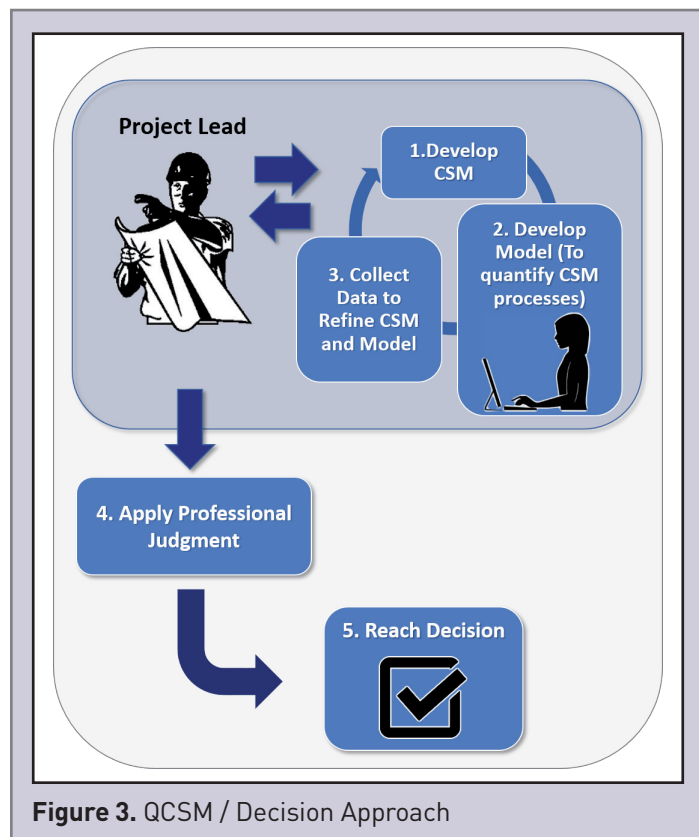 Project Lead
1.Develop
CSM
2. Develop
Model (To
quantify CSM
processes)
3. Collect
Data to
Refine CSM
and Model
4. Apply Professional
Judgment
5. Reach Decision
Figure 3. QCSM / Decision Approach